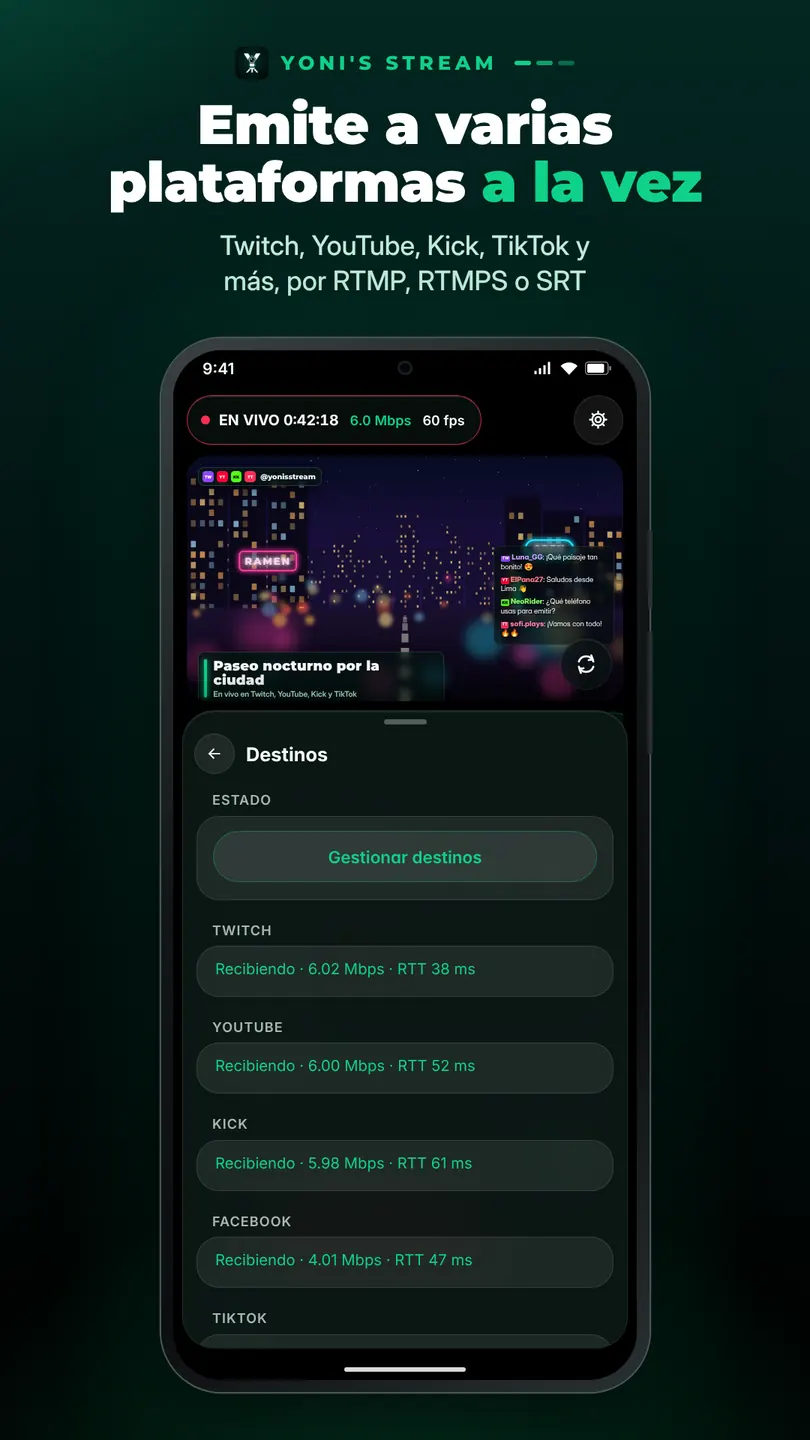 YONI'S STREAM
Emite a varias
plataformas a la vez
Twitch, YouTube, Kick, TikTok y
más, por RTMP, RTMPS o SRT
9:41
EN VIVO 0:42:18 6.0 Mbps 60 fps
@yonisstream
RAMEN
Luna_GG: ¡Qué paisaje tan
bonito! 😍
ElPana27: Saludos desde
Lima 👋
NeoRider: ¿Qué teléfono
usas para emitir?
sofi.plays: ¡Vamos con todo!
🔥🔥
Paseo nocturno por la
ciudad
En vivo en Twitch, YouTube, Kick y TikTok
Destinos
ESTADO
Gestionar destinos
TWITCH
Recibiendo · 6.02 Mbps · RTT 38 ms
YOUTUBE
Recibiendo · 6.00 Mbps · RTT 52 ms
KICK
Recibiendo · 5.98 Mbps · RTT 61 ms
FACEBOOK
Recibiendo · 4.01 Mbps · RTT 47 ms
TIKTOK